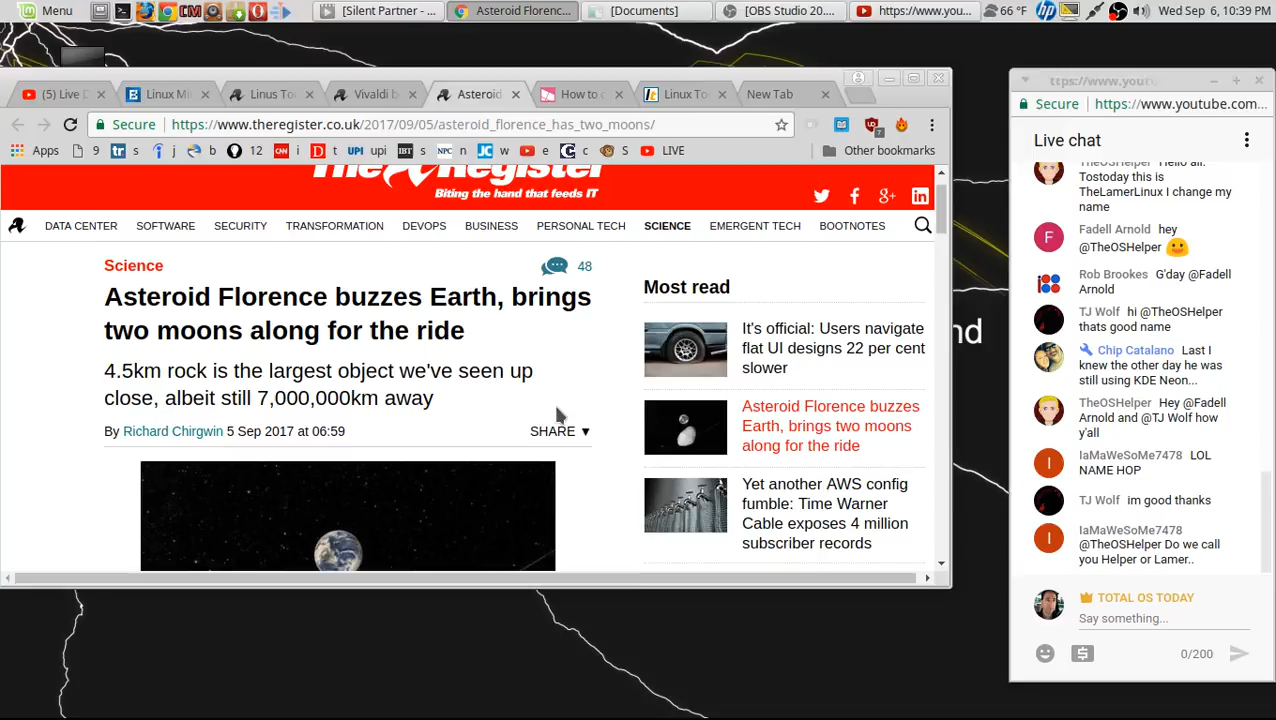 Menu
[Silent Partner - ...
Asteroid Florenc...
[Documents]
[OBS Studio 20....
https://www.you...
66 °F
Wed Sep 6, 10:39 PM
(5) Live D
Linux Mi
Linus To
Vivaldi b
Asteroid
How to c
Linux To
New Tab
Secure https://www.theregister.co.uk/2017/09/05/asteroid_florence_has_two_moons/
Apps 9 s j b 12 i t UPI upi n w e c S LIVE Other bookmarks
The Register
Biting the hand that feeds IT
DATA CENTER SOFTWARE SECURITY TRANSFORMATION DEVOPS BUSINESS PERSONAL TECH SCIENCE EMERGENT TECH BOOTNOTES
Science
48
Asteroid Florence buzzes Earth, brings
two moons along for the ride
4.5km rock is the largest object we've seen up
close, albeit still 7,000,000km away
By Richard Chirgwin 5 Sep 2017 at 06:59
SHARE ▼
Most read
It's official: Users navigate
flat UI designs 22 per cent
slower
Asteroid Florence buzzes
Earth, brings two moons
along for the ride
Yet another AWS config
fumble: Time Warner
Cable exposes 4 million
subscriber records
nd
Secure https://www.youtube.com...
Live chat
TheOSHelper Hello all.
Tostoday this is
TheLamerLinux I change my
name
Fadell Arnold hey
@TheOSHelper
Rob Brookes G'day @Fadell
Arnold
TJ Wolf hi @TheOSHelper
thats good name
Chip Catalano Last I
knew the other day he was
still using KDE Neon...
TheOSHelper Hey @Fadell
Arnold and @TJ Wolf how
y'all
IaMaWeSoMe7478 LOL
NAME HOP
TJ Wolf im good thanks
IaMaWeSoMe7478
@TheOSHelper Do we call
you Helper or Lamer..
TOTAL OS TODAY
Say something...
0/200